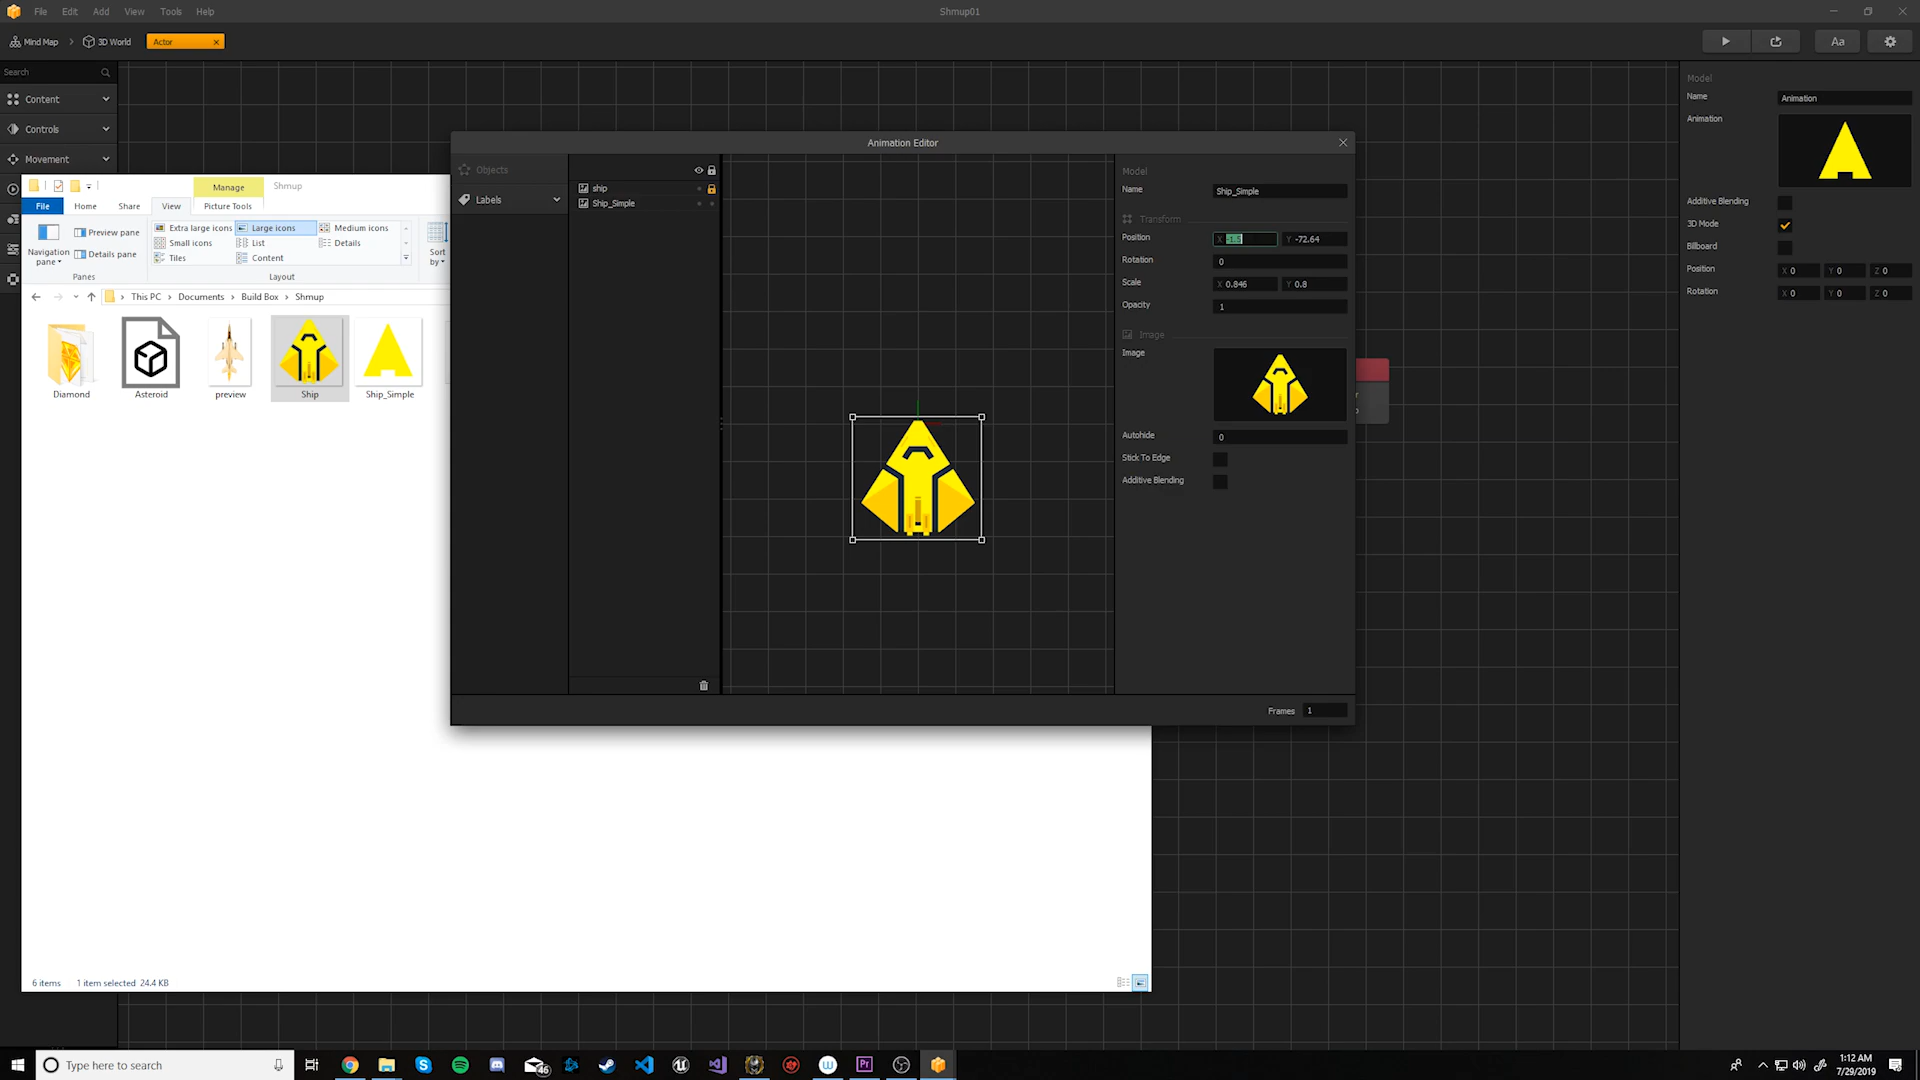 File Edit Add View Tools Help Shmup01
Mind Map > 3D World Actor × Aa
Search
Content
Controls
Movement
Manage Shmup
File Home Share View Picture Tools
Navigation pane
Preview pane
Details pane
Panes
Extra large icons Large icons Medium icons
Small icons List Details
Tiles Content
Layout
Sort by
This PC > Documents > Build Box > Shmup
Diamond Asteroid preview Ship Ship_Simple
6 items 1 item selected 24.4 KB
Animation Editor
Objects
Labels
ship
Ship_Simple
Model
Name Ship_Simple
Transform
Position X -1.5 Y -72.64
Rotation 0
Scale X 0.846 Y 0.8
Opacity 1
Image
Image
Autohide 0
Stick To Edge
Additive Blending
Frames 1
Model
Name Animation
Animation
Additive Blending
3D Mode
Billboard
Position X 0 Y 0 Z 0
Rotation X 0 Y 0 Z 0
Type here to search
46
Pr
1:12 AM
7/29/2019